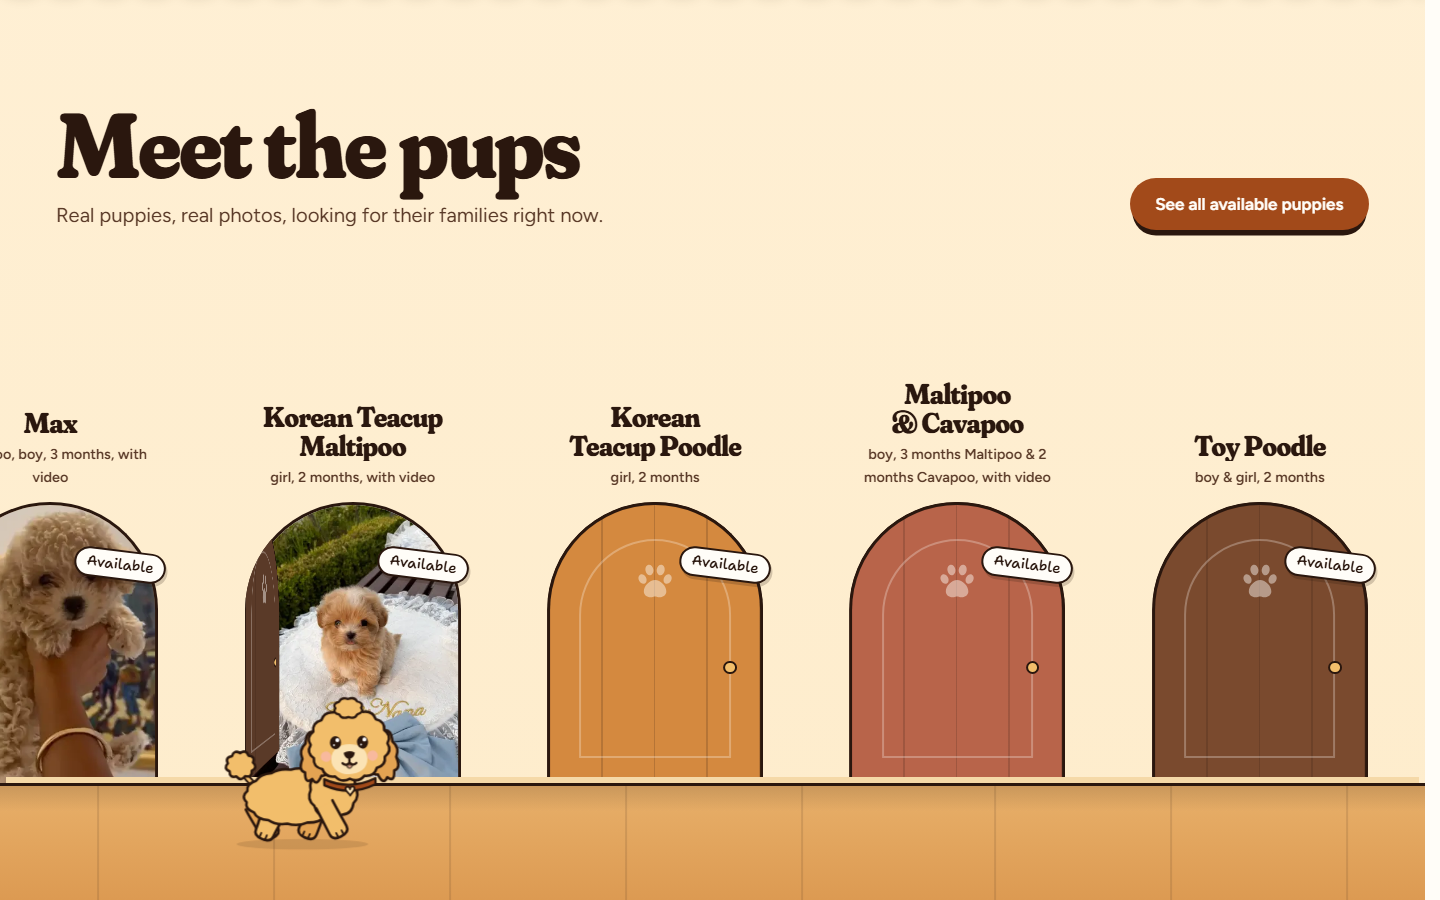 Meet the pups
Real puppies, real photos, looking for their families right now.
See all available puppies
Max
boy, 3 months, with
video
Available
Korean Teacup
Maltipoo
girl, 2 months, with video
Available
Korean
Teacup Poodle
girl, 2 months
Available
Maltipoo
& Cavapoo
boy, 3 months Maltipoo & 2
months Cavapoo, with video
Available
Toy Poodle
boy & girl, 2 months
Available